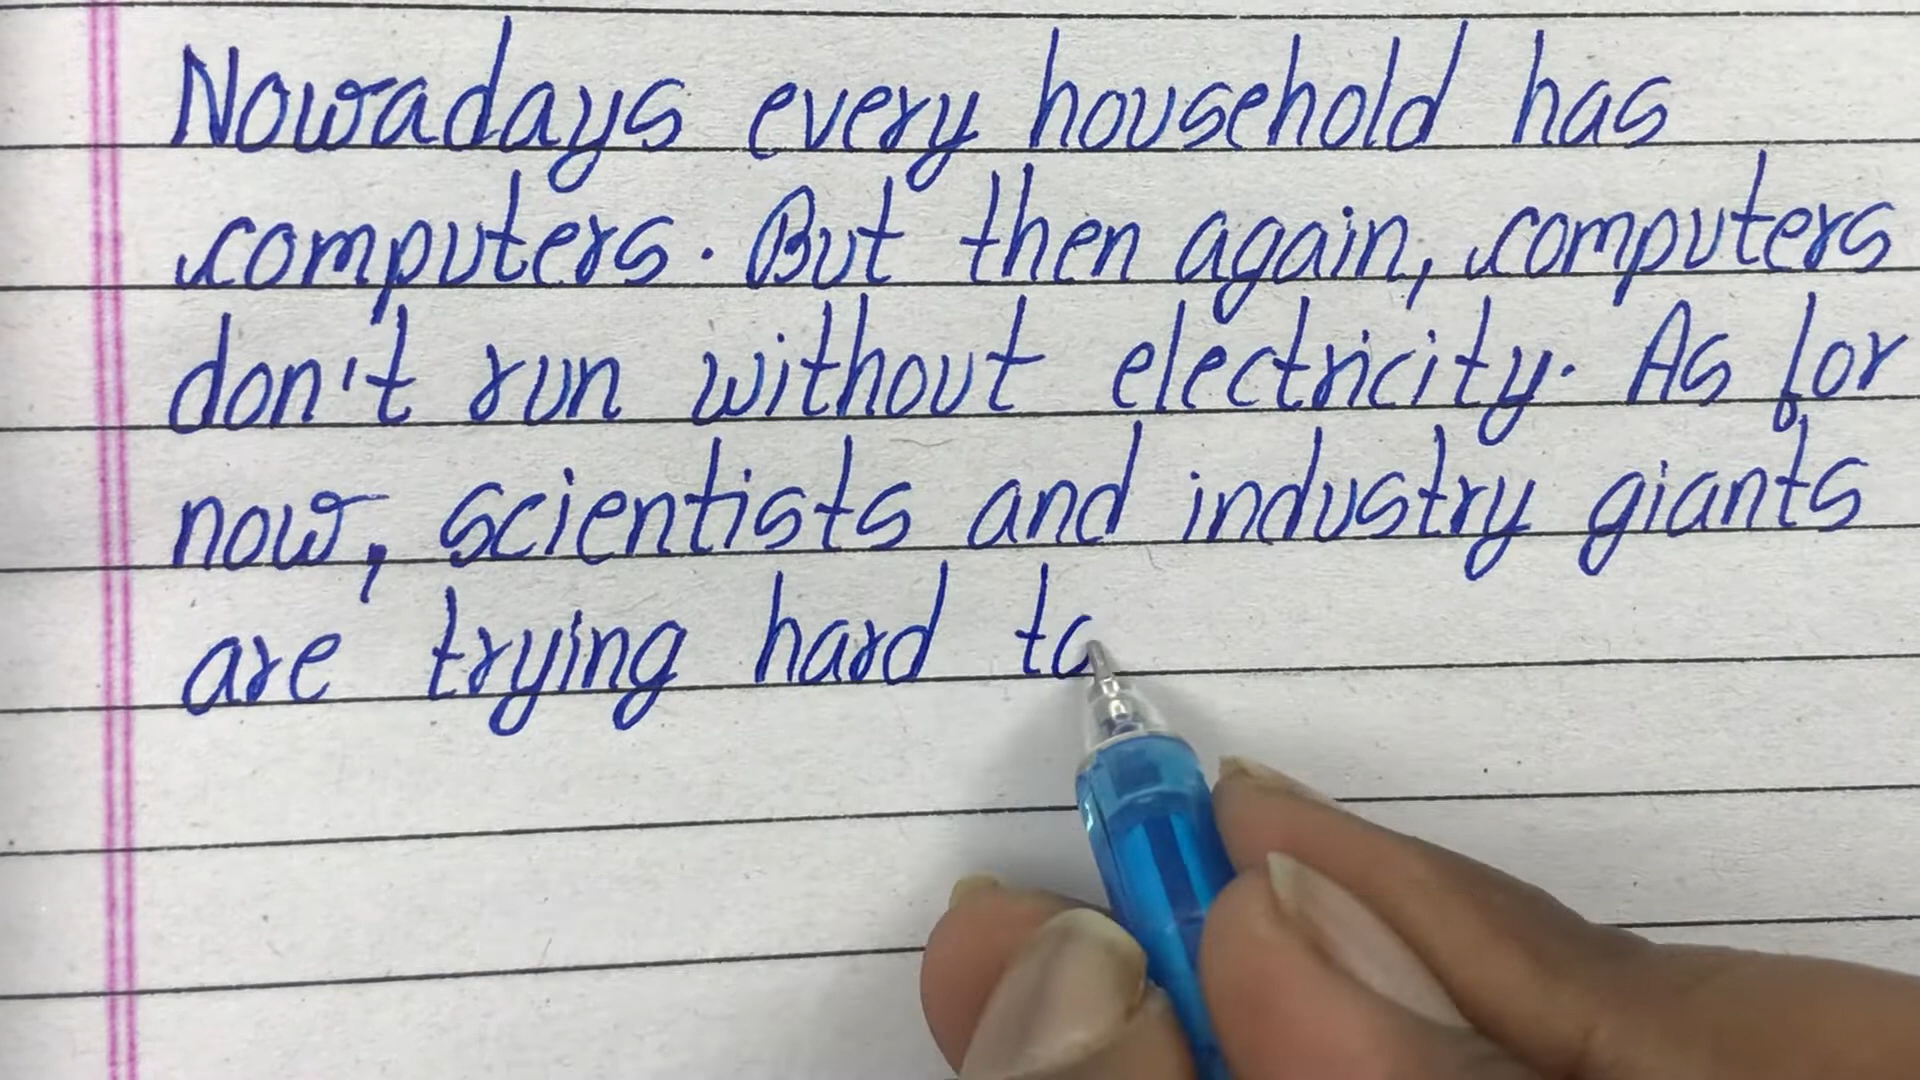 Nowadays every household has
computers. But then again, computers
don't run without electricity. As for
now, scientists and industry giants
are trying hard to